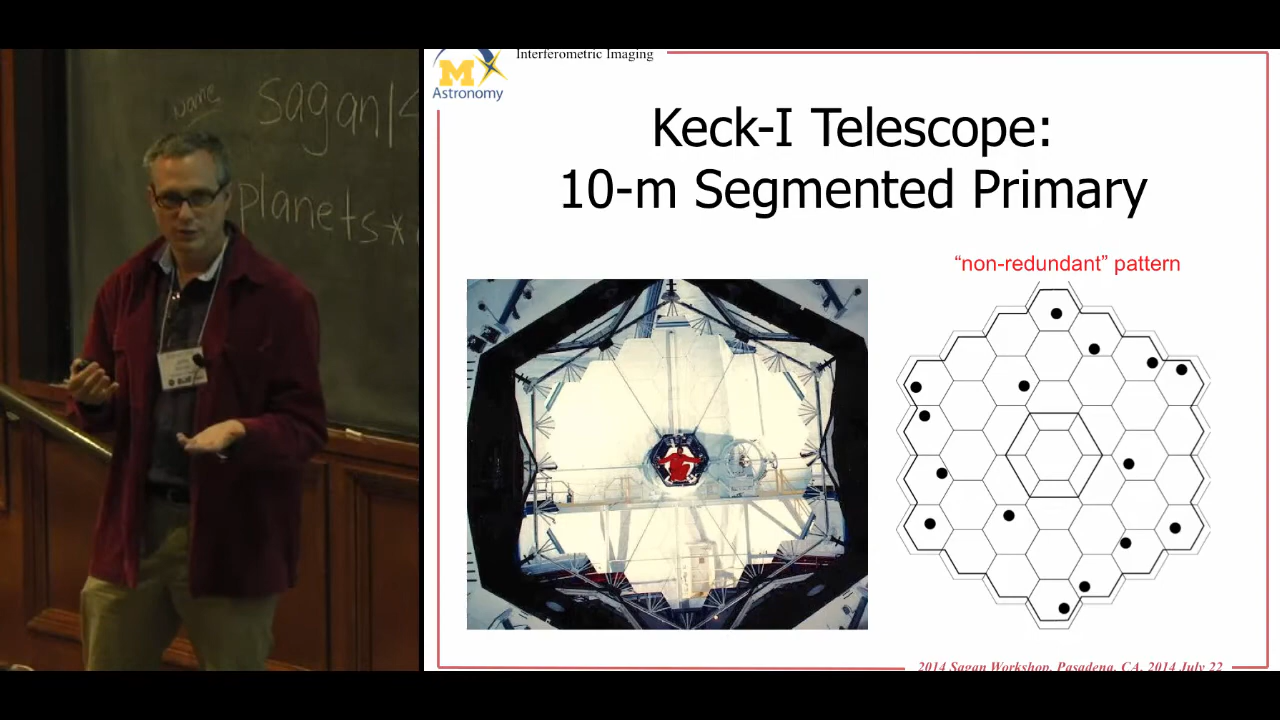 Name
sagan14
planets*
Interferometric Imaging
M
Astronomy
Keck-I Telescope:
10-m Segmented Primary
“non-redundant” pattern
2014 Sagan Workshop, Pasadena, CA, 2014 July 22